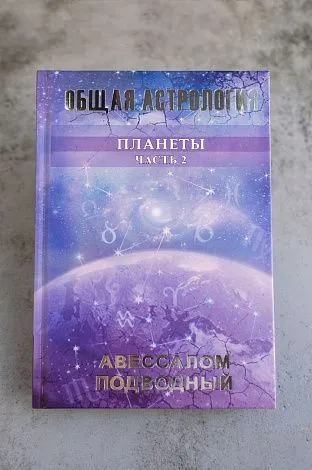 ОБЩАЯ АСТРОЛОГИЯ
ПЛАНЕТЫ
ЧАСТЬ 2
АВЕССАЛОМ
ПОДВОДНЫЙ